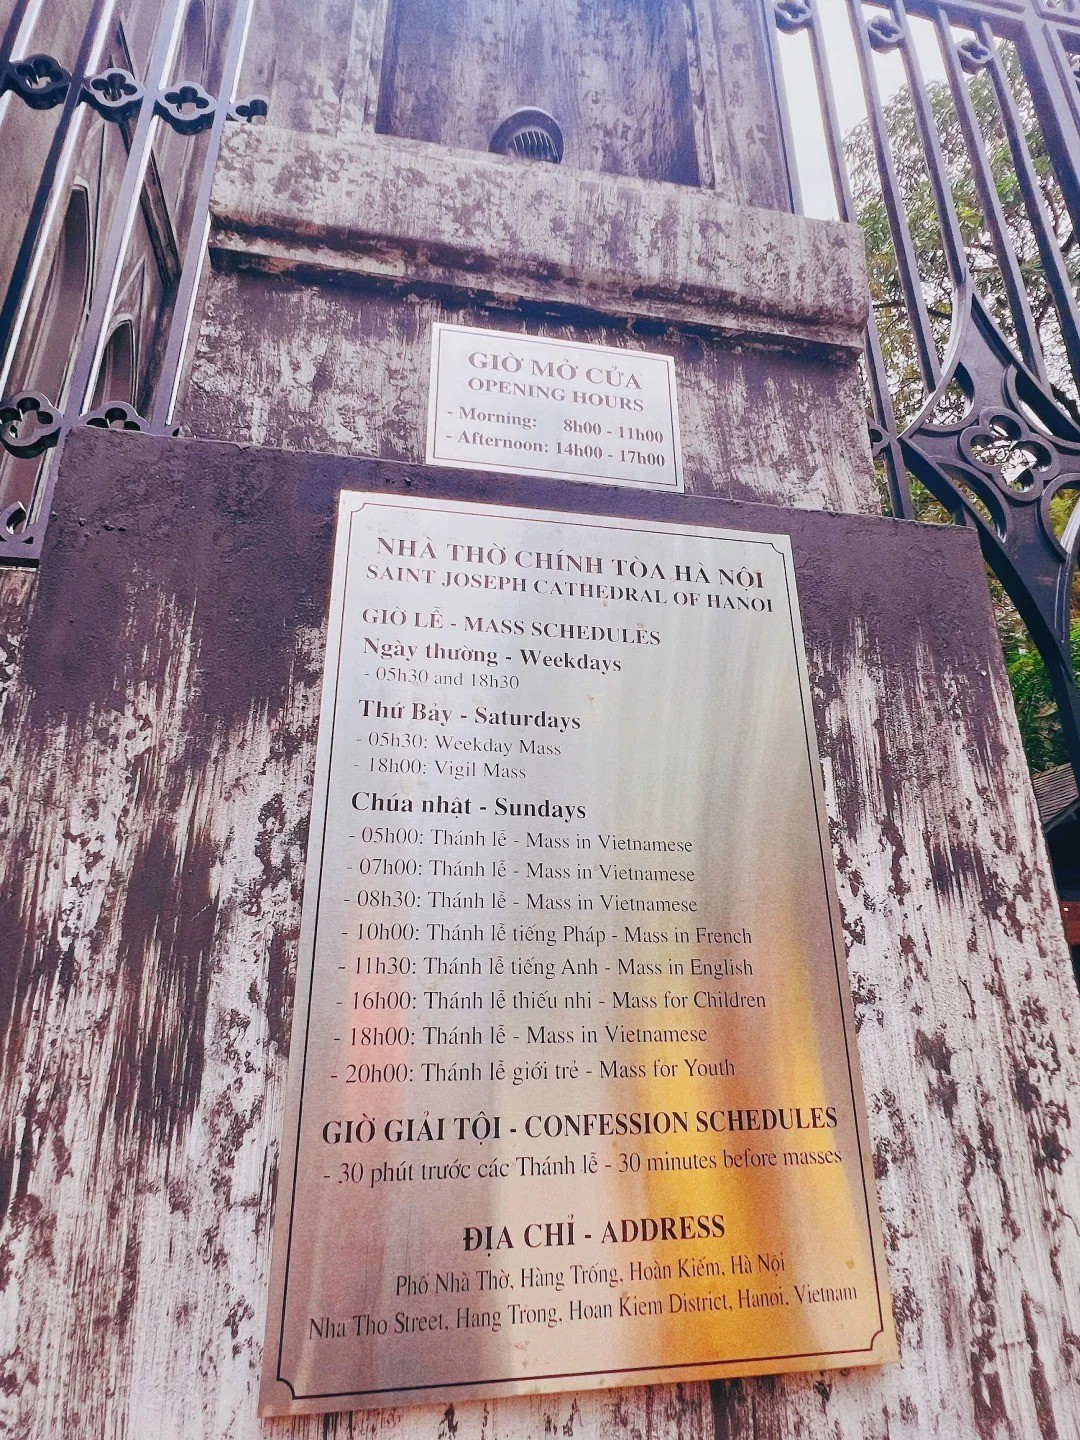 GIỜ MỞ CỬA
OPENING HOURS
- Morning: 8h00 - 11h00
- Afternoon: 14h00 - 17h00
NHÀ THỜ CHÍNH TÒA HÀ NỘI
SAINT JOSEPH CATHEDRAL OF HANOI
GIỜ LỄ - MASS SCHEDULES
Ngày thường - Weekdays
- 05h30 and 18h30
Thứ Bảy - Saturdays
- 05h30: Weekday Mass
- 18h00: Vigil Mass
Chúa nhật - Sundays
- 05h00: Thánh lễ - Mass in Vietnamese
- 07h00: Thánh lễ - Mass in Vietnamese
- 08h30: Thánh lễ - Mass in Vietnamese
- 10h00: Thánh lễ tiếng Pháp - Mass in French
- 11h30: Thánh lễ tiếng Anh - Mass in English
- 16h00: Thánh lễ thiếu nhi - Mass for Children
- 18h00: Thánh lễ - Mass in Vietnamese
- 20h00: Thánh lễ giới trẻ - Mass for Youth
GIỜ GIẢI TỘI - CONFESSION SCHEDULES
- 30 phút trước các Thánh lễ - 30 minutes before masses
ĐỊA CHỈ - ADDRESS
Phố Nhà Thờ, Hàng Trống, Hoàn Kiếm, Hà Nội
Nha Tho Street, Hang Trong, Hoan Kiem District, Hanoi, Vietnam